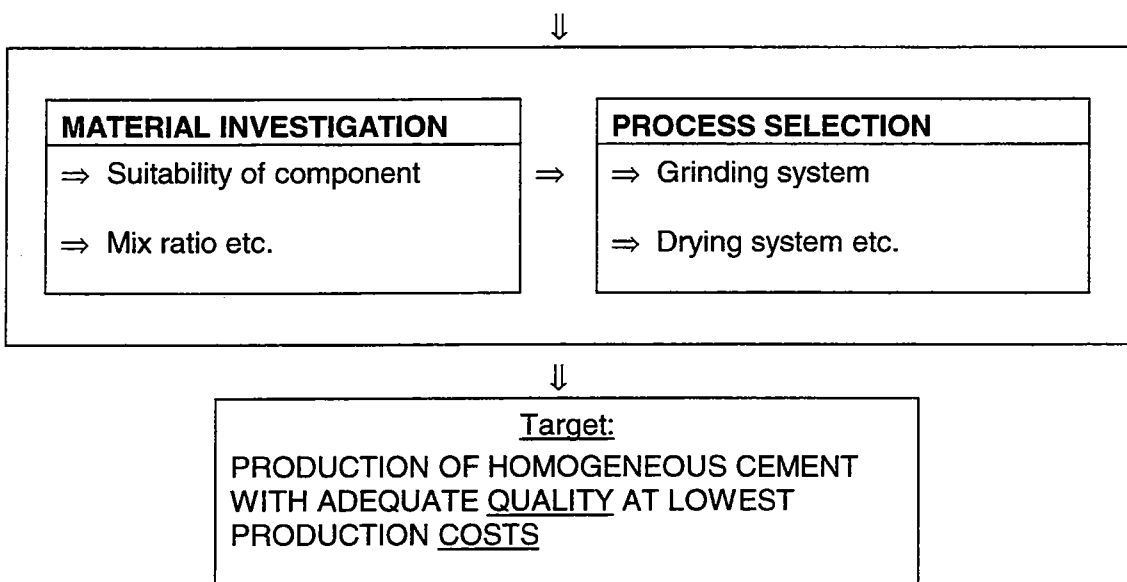 ⇓
MATERIAL INVESTIGATION
⇒ Suitability of component
⇒ Mix ratio etc.
⇒
PROCESS SELECTION
⇒ Grinding system
⇒ Drying system etc.
⇓
Target:
PRODUCTION OF HOMOGENEOUS CEMENT
WITH ADEQUATE QUALITY AT LOWEST
PRODUCTION COSTS